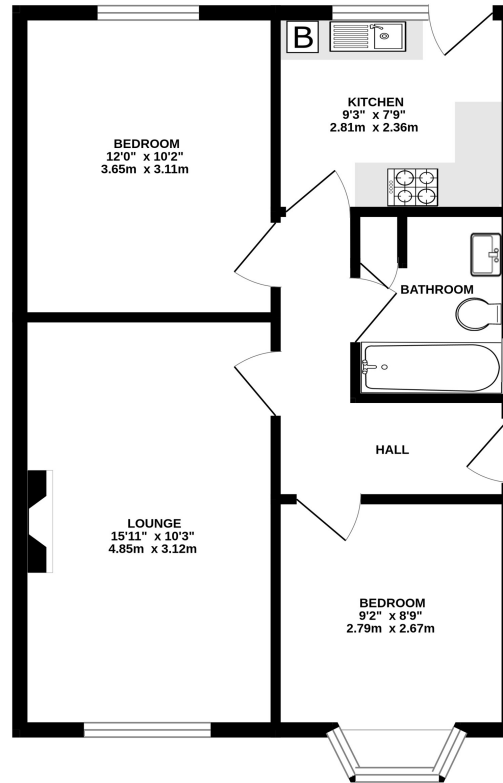 B
KITCHEN
9'3" x 7'9"
2.81m x 2.36m
BEDROOM
12'0" x 10'2"
3.65m x 3.11m
BATHROOM
HALL
LOUNGE
15'11" x 10'3"
4.85m x 3.12m
BEDROOM
9'2" x 8'9"
2.79m x 2.67m